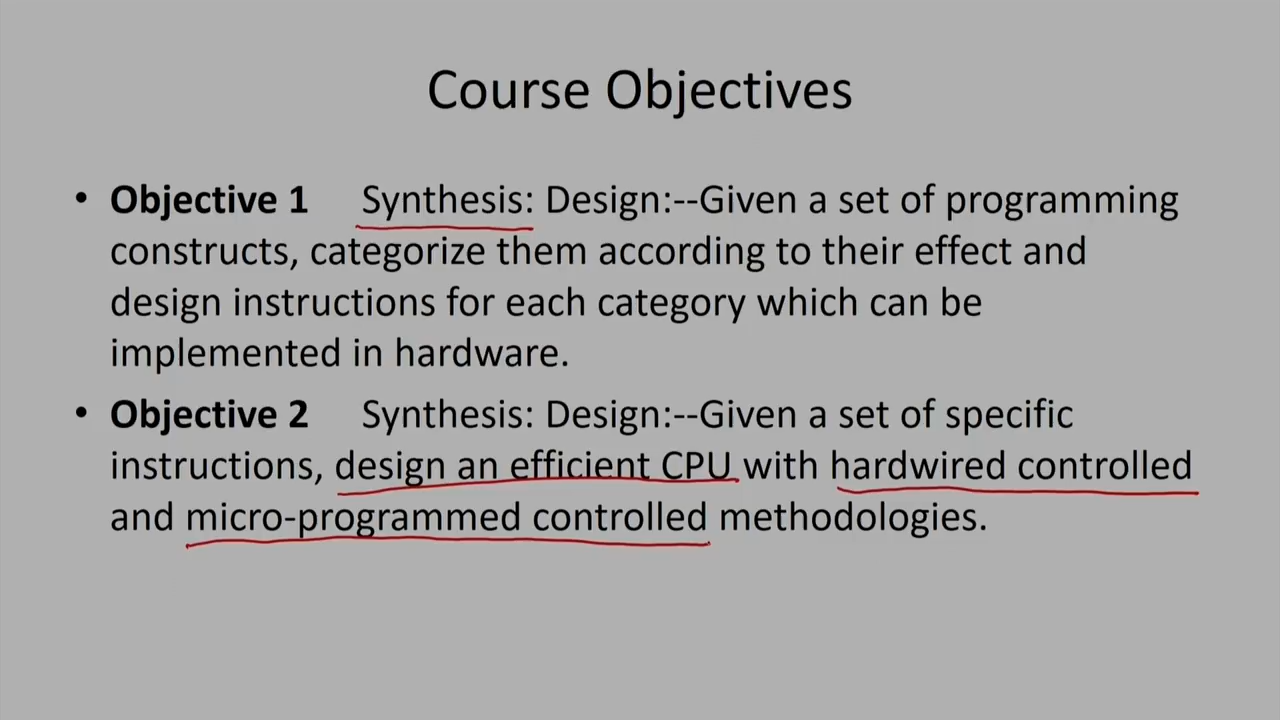 Course Objectives
• Objective 1 Synthesis: Design:--Given a set of programming
constructs, categorize them according to their effect and
design instructions for each category which can be
implemented in hardware.
• Objective 2 Synthesis: Design:--Given a set of specific
instructions, design an efficient CPU with hardwired controlled
and micro-programmed controlled methodologies.